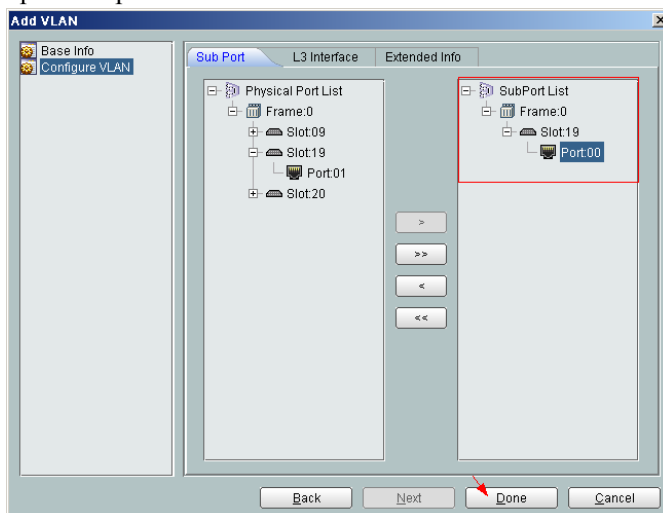 Add VLAN
Base Info
Configure VLAN
Sub Port L3 Interface Extended Info
Physical Port List
Frame:0
Slot:09
Slot:19
Port:01
Slot:20
SubPort List
Frame:0
Slot:19
Port:00
>
>>
<
<<
Back Next Done Cancel